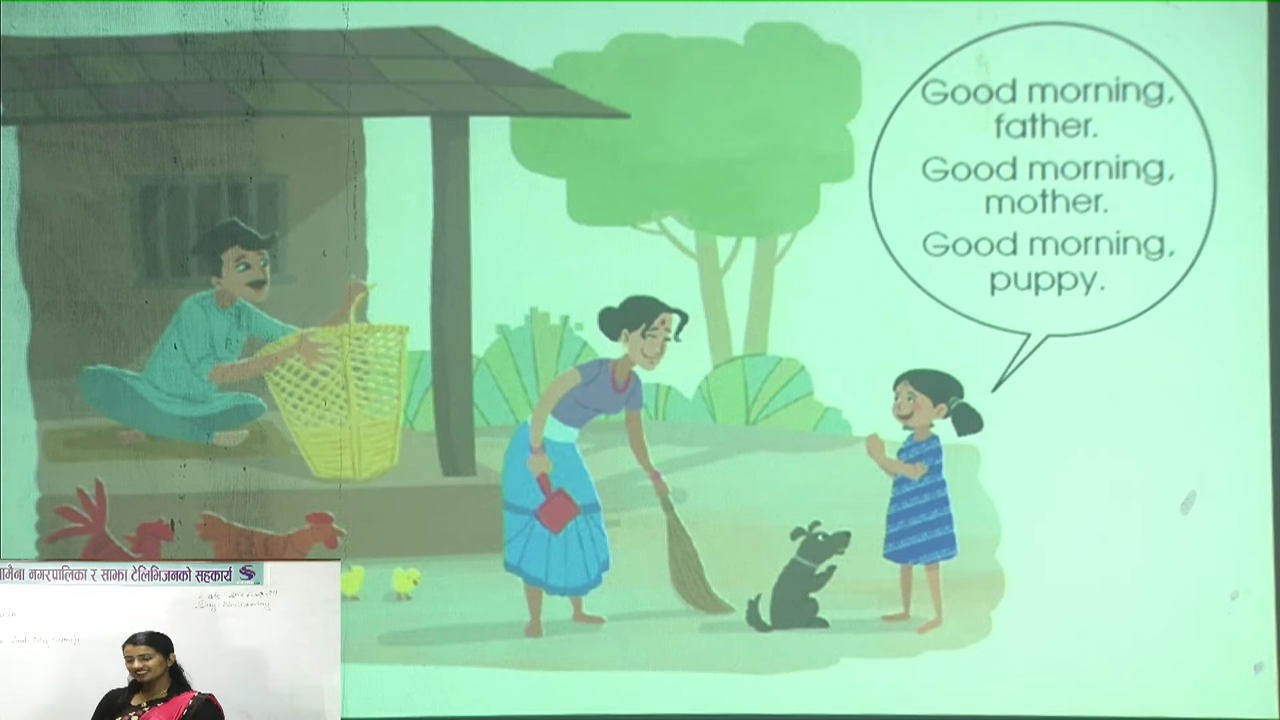 Good morning,
father.
Good morning,
mother.
Good morning,
puppy.
नगरपालिका र साझा टेलिभिजनको सहकार्य